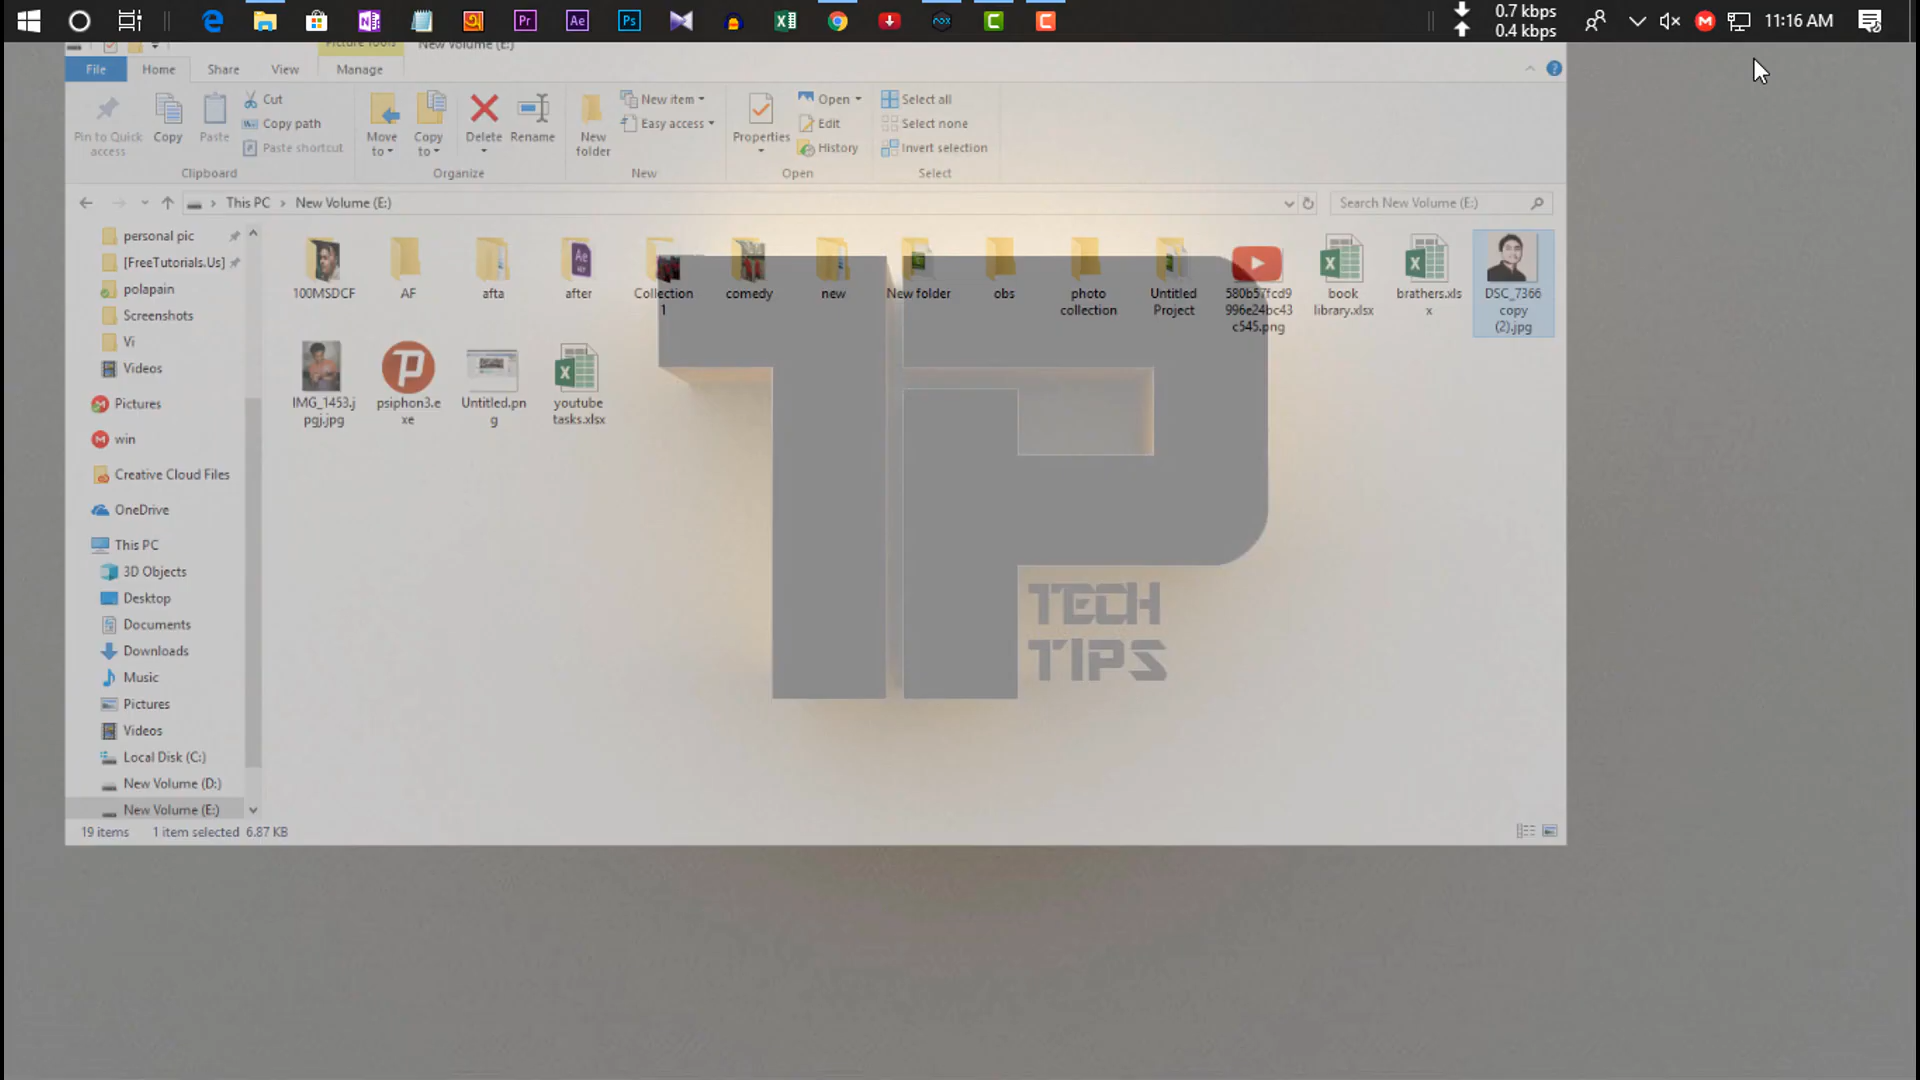 0.7 kbps
0.4 kbps
11:16 AM
Picture Tools
New Volume (E:)
File
Home
Share
View
Manage
Pin to Quick
access
Copy
Paste
Cut
Copy path
Paste shortcut
Clipboard
Move
to
Copy
to
Delete
Rename
Organize
New
folder
New item
Easy access
New
Properties
Open
Edit
History
Open
Select all
Select none
Invert selection
Select
This PC
New Volume (E:)
Search New Volume (E:)
personal pic
[FreeTutorials.Us]
polapain
Screenshots
Vi
Videos
Pictures
win
Creative Cloud Files
OneDrive
This PC
3D Objects
Desktop
Documents
Downloads
Music
Pictures
Videos
Local Disk (C:)
New Volume (D:)
New Volume (E:)
100MSDCF
AF
afta
after
Collection
1
comedy
new
New folder
obs
photo
collection
Untitled
Project
580b57fcd9
996e24bc43
c545.png
book
library.xlsx
brathers.xls
x
DSC_7366
copy
(2).jpg
IMG_1453.j
pgj.jpg
psiphon3.e
xe
Untitled.pn
g
youtube
tasks.xlsx
TECH
TIPS
19 items
1 item selected
6.87 KB
Pr
Ae
Ps